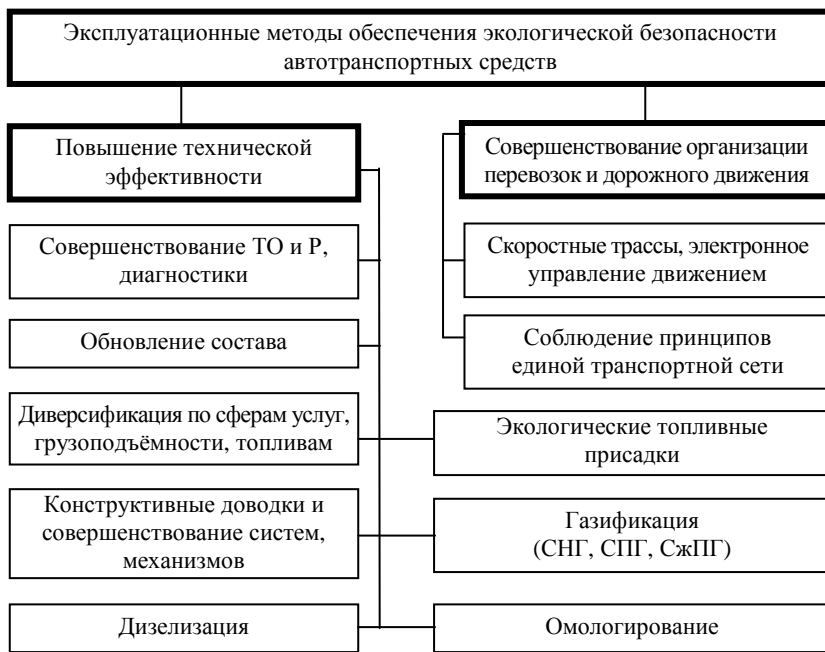 Эксплуатационные методы обеспечения экологической безопасности
автотранспортных средств
Повышение технической
эффективности
Совершенствование организации
перевозок и дорожного движения
Совершенствование ТО и Р,
диагностики
Скоростные трассы, электронное
управление движением
Обновление состава
Соблюдение принципов
единой транспортной сети
Диверсификация по сферам услуг,
грузоподъёмности, топливам
Экологические топливные
присадки
Конструктивные доводки и
совершенствование систем,
механизмов
Газификация
(СНГ, СПГ, СжПГ)
Дизелизация
Омологирование